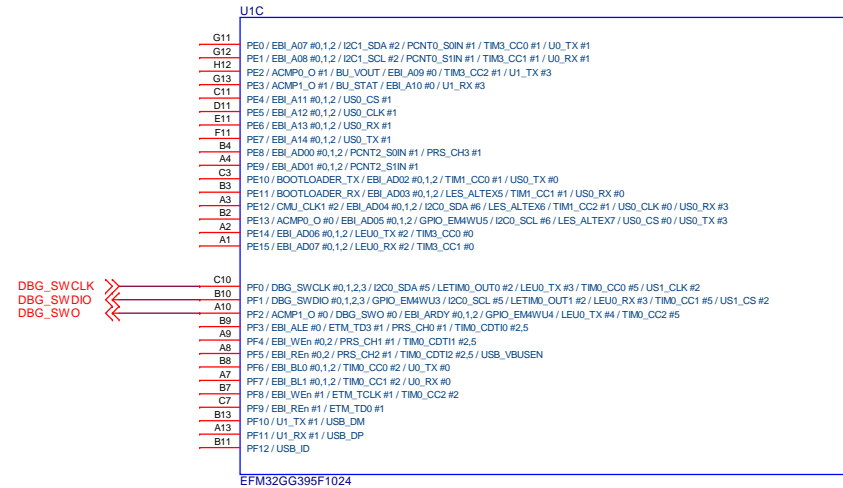 U1C
G11 PE0 / EBI_A07 #0,1,2 / I2C1_SDA #2 / PCNT0_S0IN #1 / TIM3_CC0 #1 / U0_TX #1
G12 PE1 / EBI_A08 #0,1,2 / I2C1_SCL #2 / PCNT0_S1IN #1 / TIM3_CC1 #1 / U0_RX #1
H12 PE2 / ACMP0_O #1 / BU_VOUT / EBI_A09 #0 / TIM3_CC2 #1 / U1_TX #3
G13 PE3 / ACMP1_O #1 / BU_STAT / EBI_A10 #0 / U1_RX #3
C11 PE4 / EBI_A11 #0,1,2 / US0_CS #1
D11 PE5 / EBI_A12 #0,1,2 / US0_CLK #1
E11 PE6 / EBI_A13 #0,1,2 / US0_RX #1
F11 PE7 / EBI_A14 #0,1,2 / US0_TX #1
B4 PE8 / EBI_AD00 #0,1,2 / PCNT2_S0IN #1 / PRS_CH3 #1
A4 PE9 / EBI_AD01 #0,1,2 / PCNT2_S1IN #1
C3 PE10 / BOOTLOADER_TX / EBI_AD02 #0,1,2 / TIM1_CC0 #1 / US0_TX #0
B3 PE11 / BOOTLOADER_RX / EBI_AD03 #0,1,2 / LES_ALTEX5 / TIM1_CC1 #1 / US0_RX #0
A3 PE12 / CMU_CLK1 #2 / EBI_AD04 #0,1,2 / I2C0_SDA #6 / LES_ALTEX6 / TIM1_CC2 #1 / US0_CLK #0 / US0_RX #3
B2 PE13 / ACMP0_O #0 / EBI_AD05 #0,1,2 / GPIO_EM4WU5 / I2C0_SCL #6 / LES_ALTEX7 / US0_CS #0 / US0_TX #3
A2 PE14 / EBI_AD06 #0,1,2 / LEU0_TX #2 / TIM3_CC0 #0
A1 PE15 / EBI_AD07 #0,1,2 / LEU0_RX #2 / TIM3_CC1 #0
DBG_SWCLK C10 PF0 / DBG_SWCLK #0,1,2,3 / I2C0_SDA #5 / LETIM0_OUT0 #2 / LEU0_TX #3 / TIM0_CC0 #5 / US1_CLK #2
DBG_SWDIO B10 PF1 / DBG_SWDIO #0,1,2,3 / GPIO_EM4WU3 / I2C0_SCL #5 / LETIM0_OUT1 #2 / LEU0_RX #3 / TIM0_CC1 #5 / US1_CS #2
DBG_SWO A10 PF2 / ACMP1_O #0 / DBG_SWO #0 / EBI_ARDY #0,1,2 / GPIO_EM4WU4 / LEU0_TX #4 / TIM0_CC2 #5
B9 PF3 / EBI_ALE #0 / ETM_TD3 #1 / PRS_CH0 #1 / TIM0_CDTI0 #2,5
A9 PF4 / EBI_WEn #0,2 / PRS_CH1 #1 / TIM0_CDTI1 #2,5
A8 PF5 / EBI_REn #0,2 / PRS_CH2 #1 / TIM0_CDTI2 #2,5 / USB_VBUSEN
B8 PF6 / EBI_BL0 #0,1,2 / TIM0_CC0 #2 / U0_TX #0
A7 PF7 / EBI_BL1 #0,1,2 / TIM0_CC1 #2 / U0_RX #0
B7 PF8 / EBI_WEn #1 / ETM_TCLK #1 / TIM0_CC2 #2
C7 PF9 / EBI_REn #1 / ETM_TD0 #1
B13 PF10 / U1_TX #1 / USB_DM
A13 PF11 / U1_RX #1 / USB_DP
B11 PF12 / USB_ID
EFM32GG395F1024